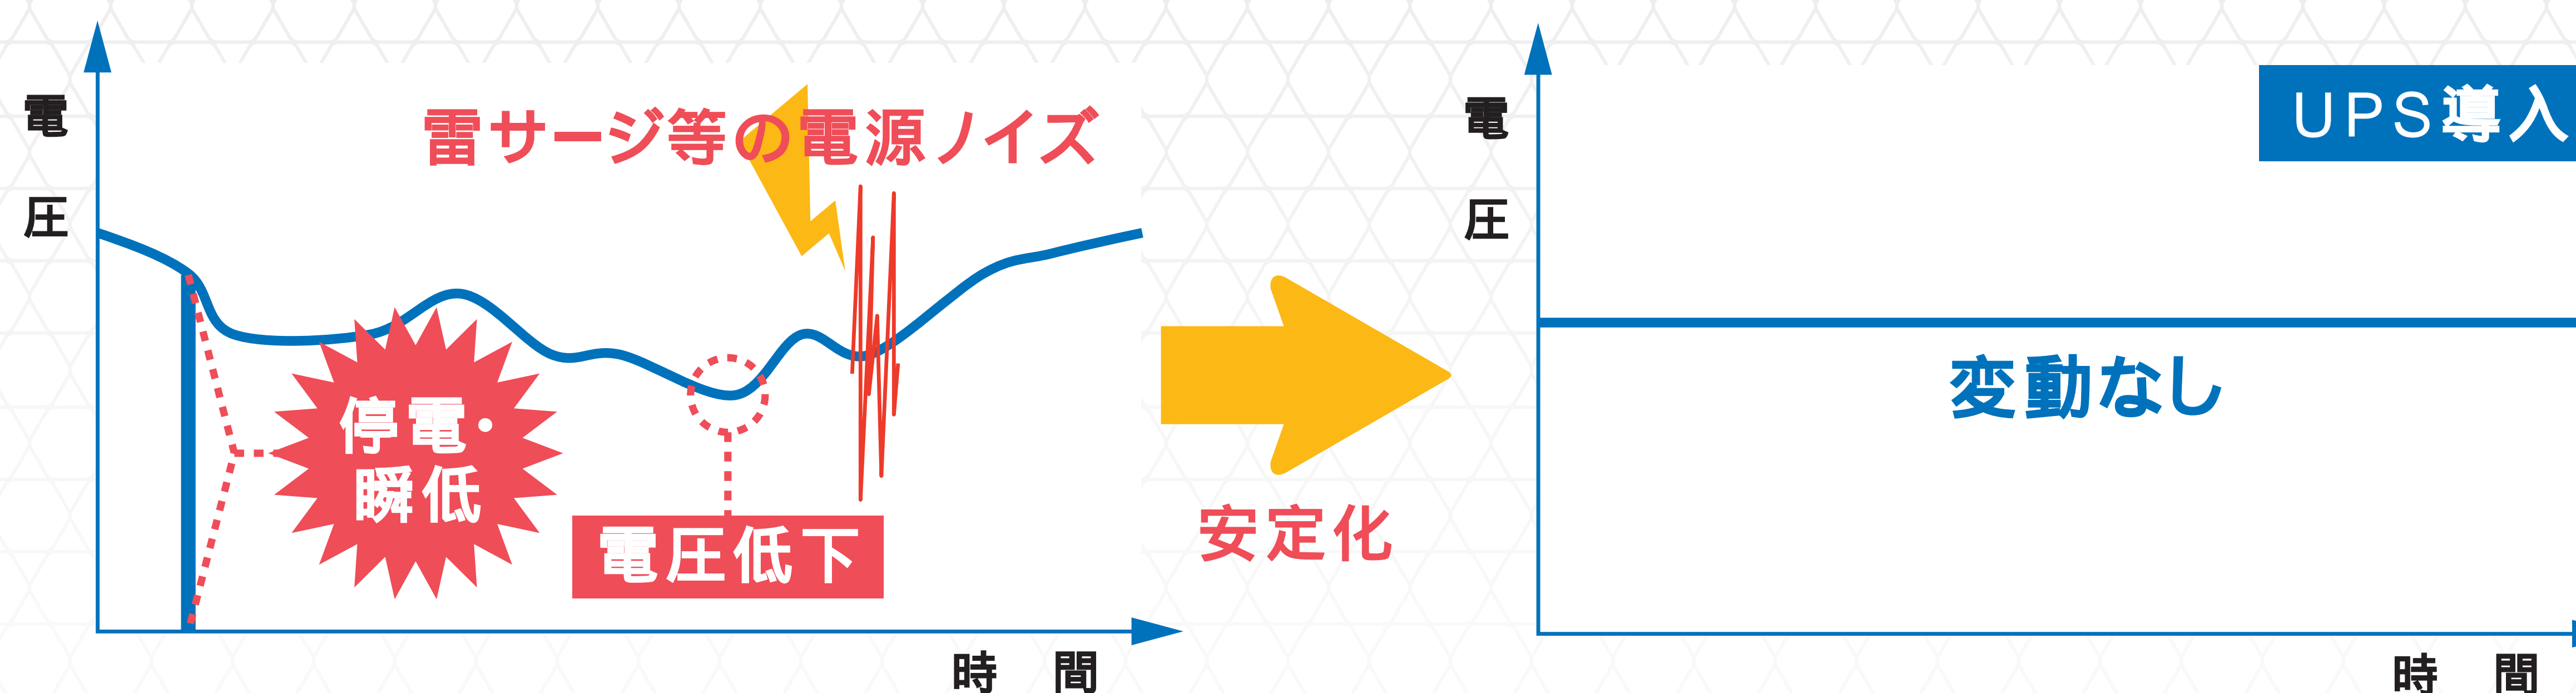 電圧
雷サージ等の電源ノイズ
停電・
瞬低
電圧低下
時間
安定化
電圧
UPS導入
変動なし
時間